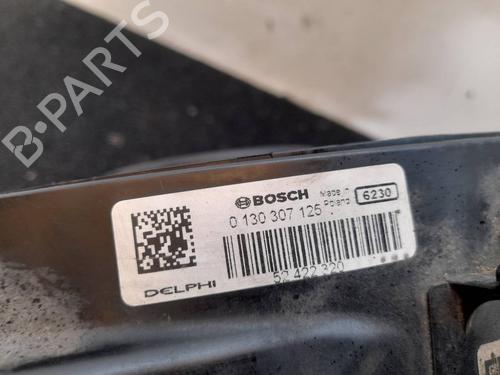 B-PARTS
BOSCH
Made in
Poland
6230
0 130 307 125
52 422 320
DELPHI